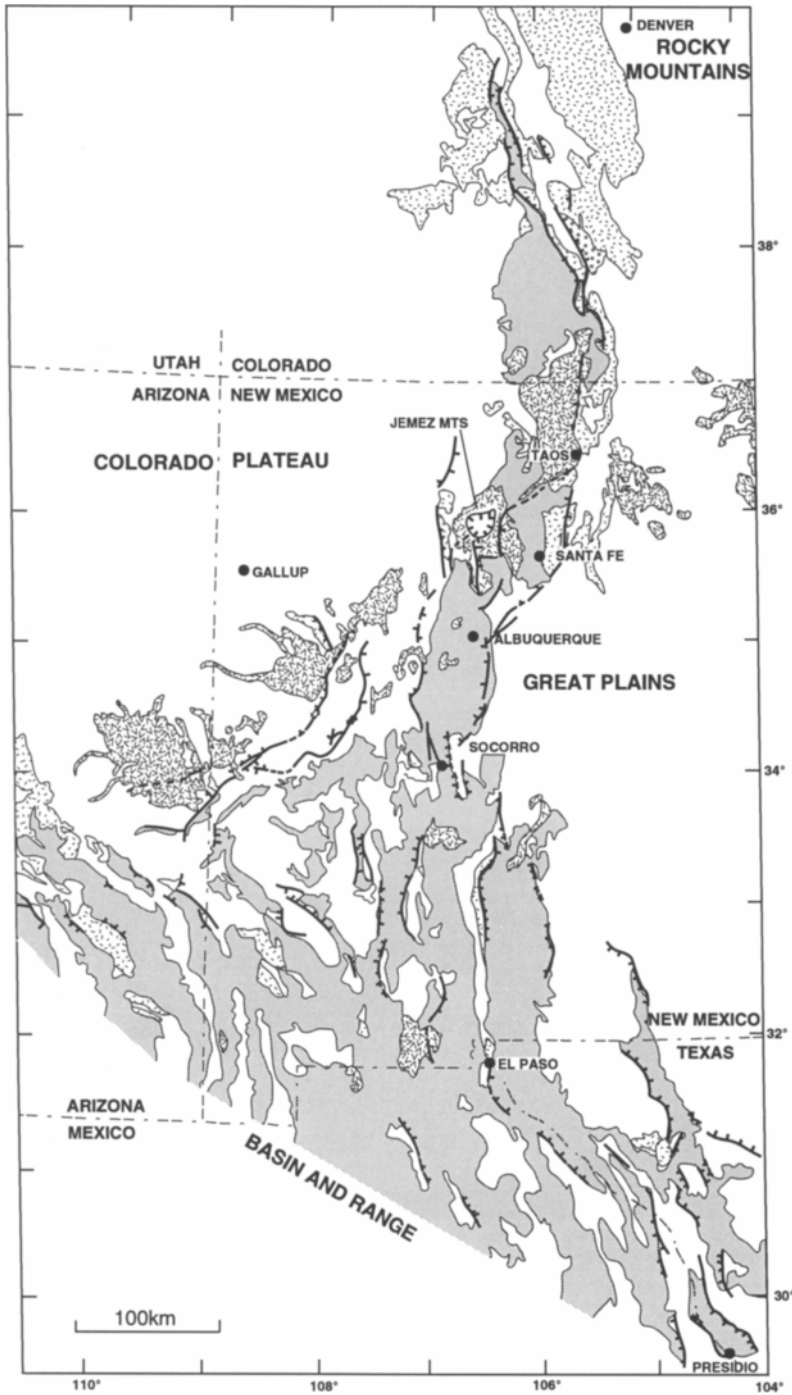 DENVER
ROCKY
MOUNTAINS
38°
UTAH
COLORADO
ARIZONA
NEW MEXICO
JEMEZ MTS
COLORADO PLATEAU
TAOS
36°
SANTA FE
GALLUP
ALBUQUERQUE
GREAT PLAINS
SOCORRO
34°
NEW MEXICO
32°
TEXAS
EL PASO
ARIZONA
MEXICO
BASIN AND RANGE
30°
100km
PRESIDIO
110°
108°
106°
104°